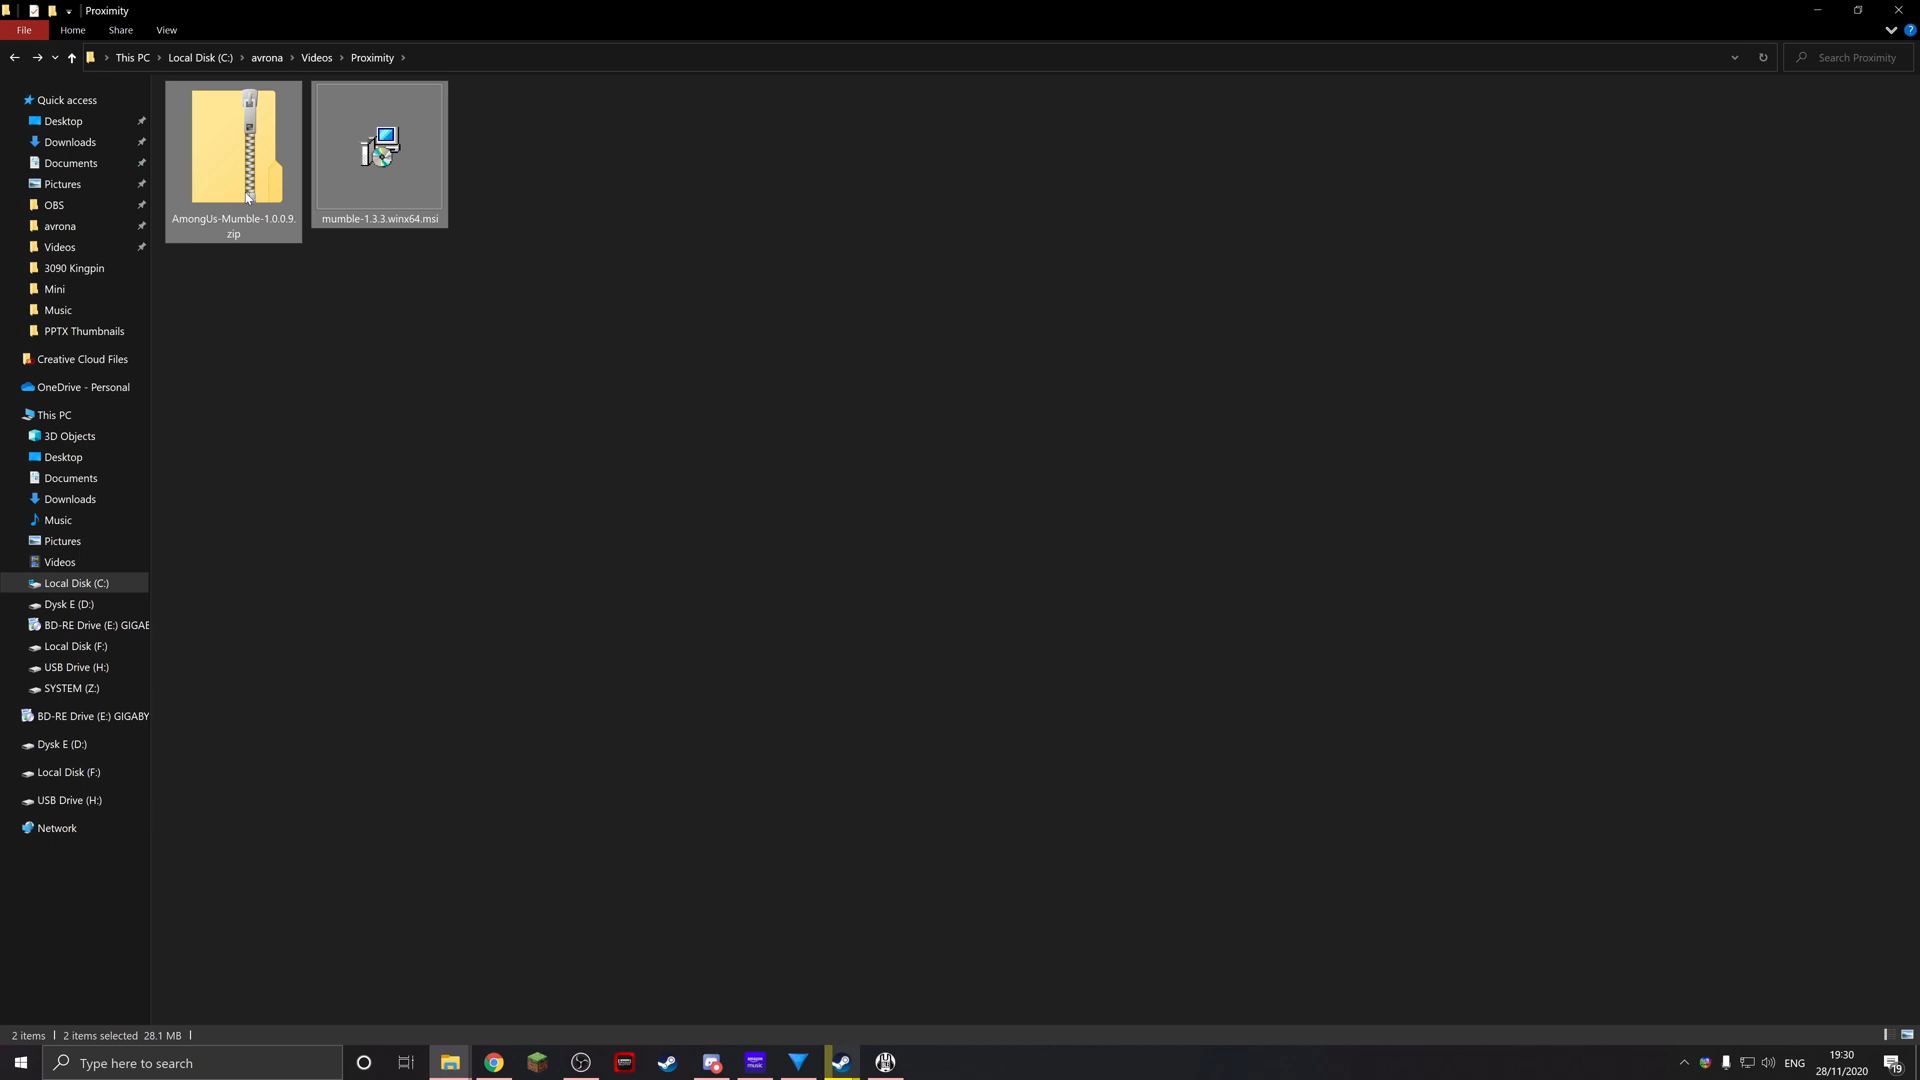 Proximity
File
Home
Share
View
This PC
Local Disk (C:)
avrona
Videos
Proximity
Search Proximity
Quick access
Desktop
Downloads
Documents
Pictures
OBS
avrona
Videos
3090 Kingpin
Mini
Music
PPTX Thumbnails
Creative Cloud Files
OneDrive - Personal
This PC
3D Objects
Desktop
Documents
Downloads
Music
Pictures
Videos
Local Disk (C:)
Dysk E (D:)
BD-RE Drive (E:) GIGAB
Local Disk (F:)
USB Drive (H:)
SYSTEM (Z:)
BD-RE Drive (E:) GIGABY
Dysk E (D:)
Local Disk (F:)
USB Drive (H:)
Network
AmongUs-Mumble-1.0.0.9.
zip
mumble-1.3.3.winx64.msi
2 items
2 items selected 28.1 MB
Type here to search
ENG
19:30
28/11/2020
19